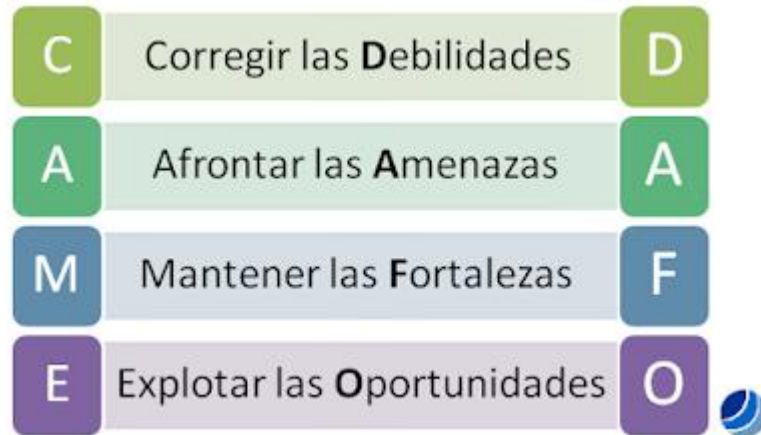 C Corregir las Debilidades D
A Afrontar las Amenazas A
M Mantener las Fortalezas F
E Explotar las Oportunidades O